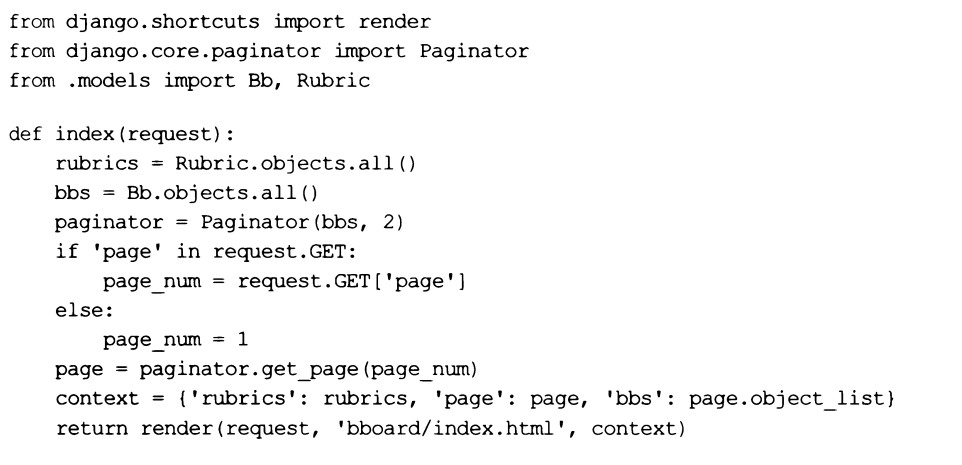 from django.shortcuts import render
from django.core.paginator import Paginator
from .models import Bb, Rubric

def index(request):
    rubrics = Rubric.objects.all()
    bbs = Bb.objects.all()
    paginator = Paginator(bbs, 2)
    if 'page' in request.GET:
        page_num = request.GET['page']
    else:
        page_num = 1
    page = paginator.get_page(page_num)
    context = {'rubrics': rubrics, 'page': page, 'bbs': page.object_list}
    return render(request, 'bboard/index.html', context)